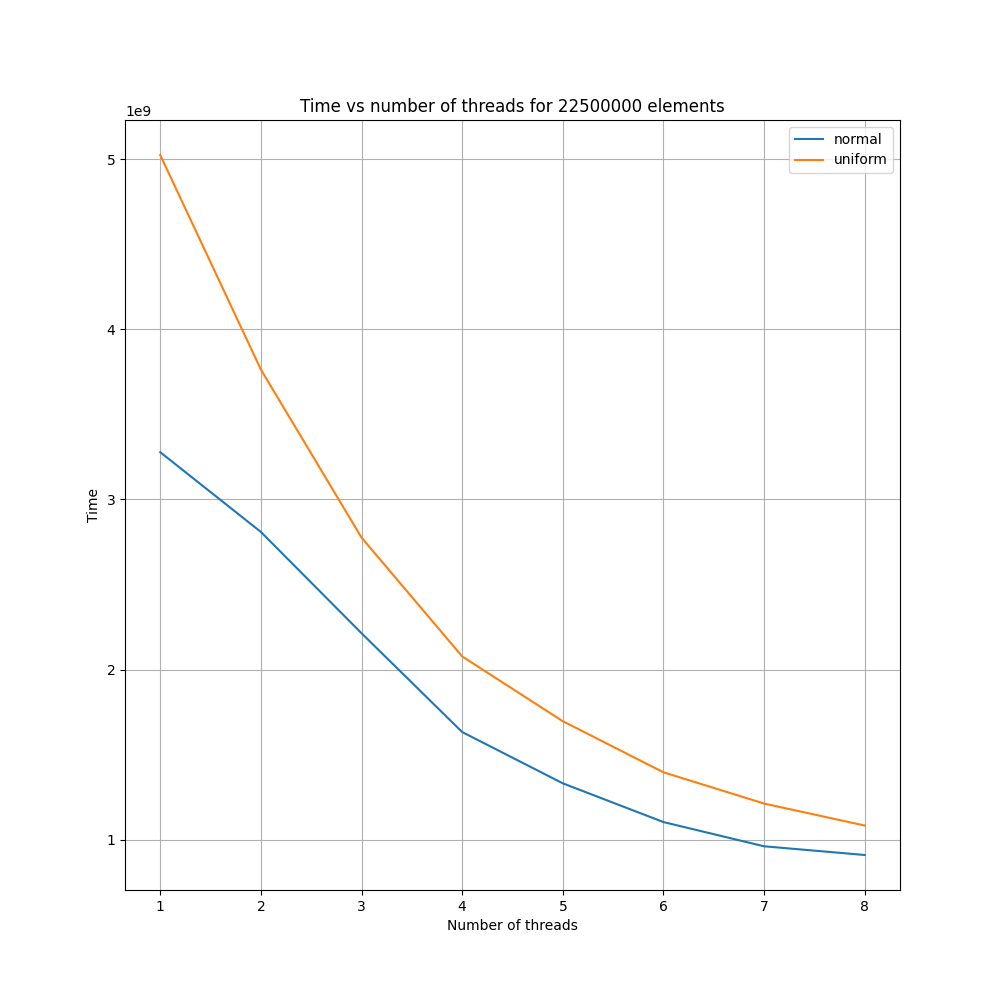 Time vs number of threads for 22500000 elements
1e9
normal
uniform
5
4
3
2
1
Time
1 2 3 4 5 6 7 8
Number of threads